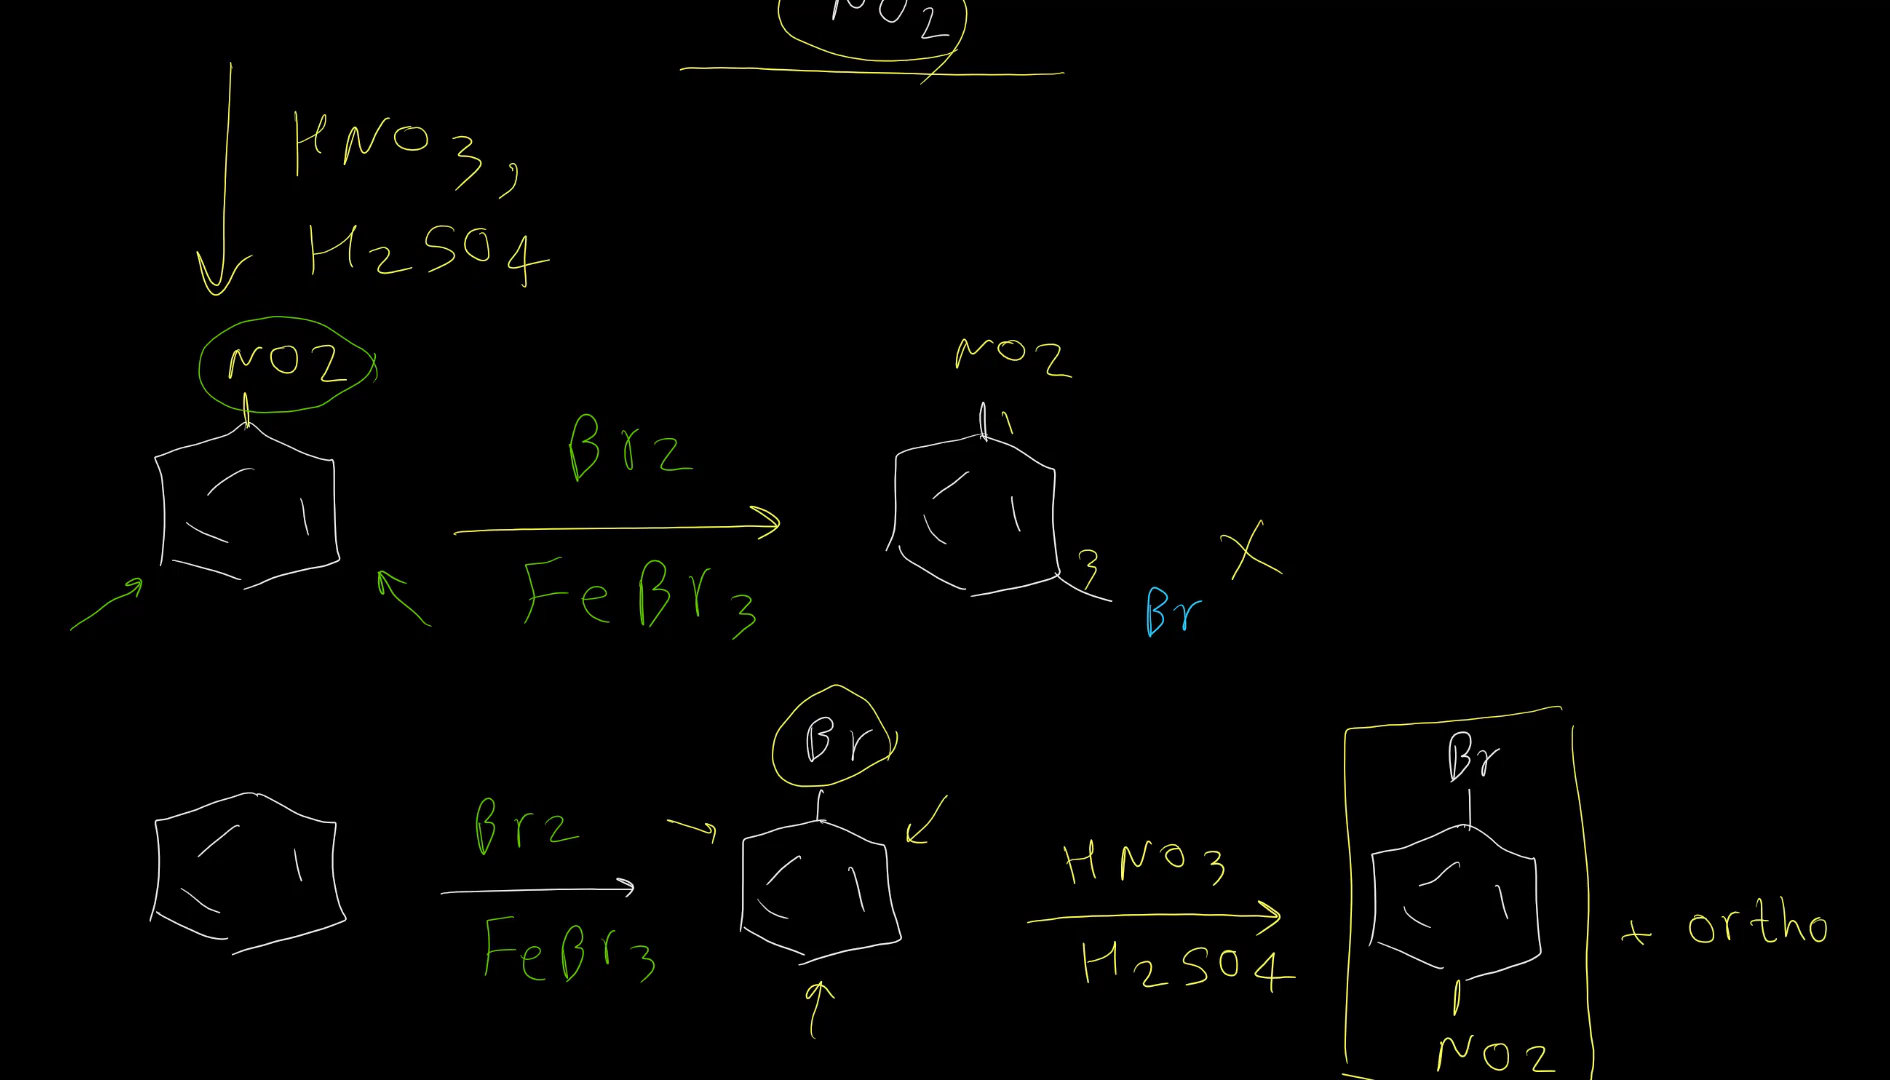 NO2
HNO3,
H2SO4
NO2
Br2
FeBr3
NO2
1
3
Br
X
Br2
FeBr3
Br
HNO3
H2SO4
Br
NO2
+ ortho